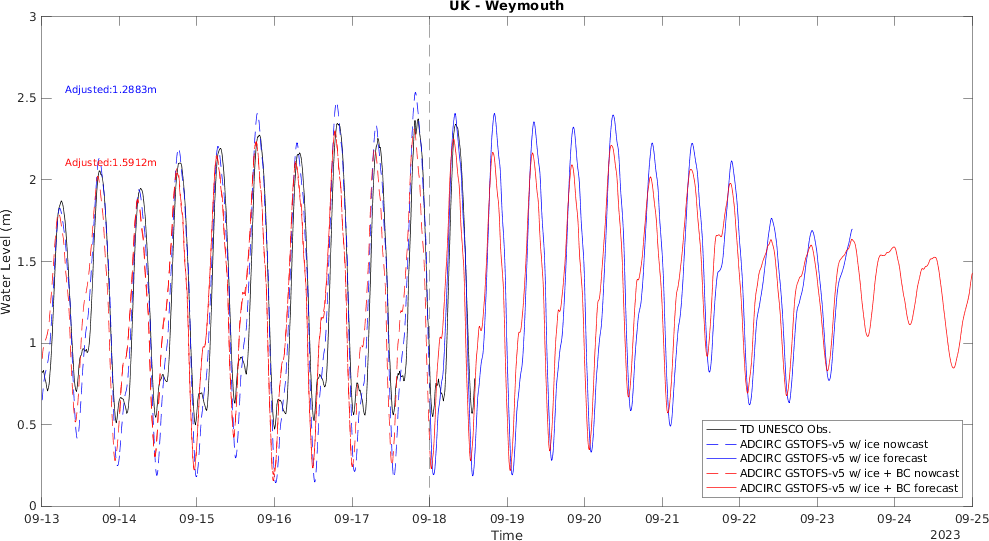 UK - Weymouth
3
2.5
2
1.5
1
0.5
0
Water Level (m)
Adjusted:1.2883m
Adjusted:1.5912m
TD UNESCO Obs.
ADCIRC GSTOFS-v5 w/ ice nowcast
ADCIRC GSTOFS-v5 w/ ice forecast
ADCIRC GSTOFS-v5 w/ ice + BC nowcast
ADCIRC GSTOFS-v5 w/ ice + BC forecast
09-13 09-14 09-15 09-16 09-17 09-18 09-19 09-20 09-21 09-22 09-23 09-24 09-25
Time
2023